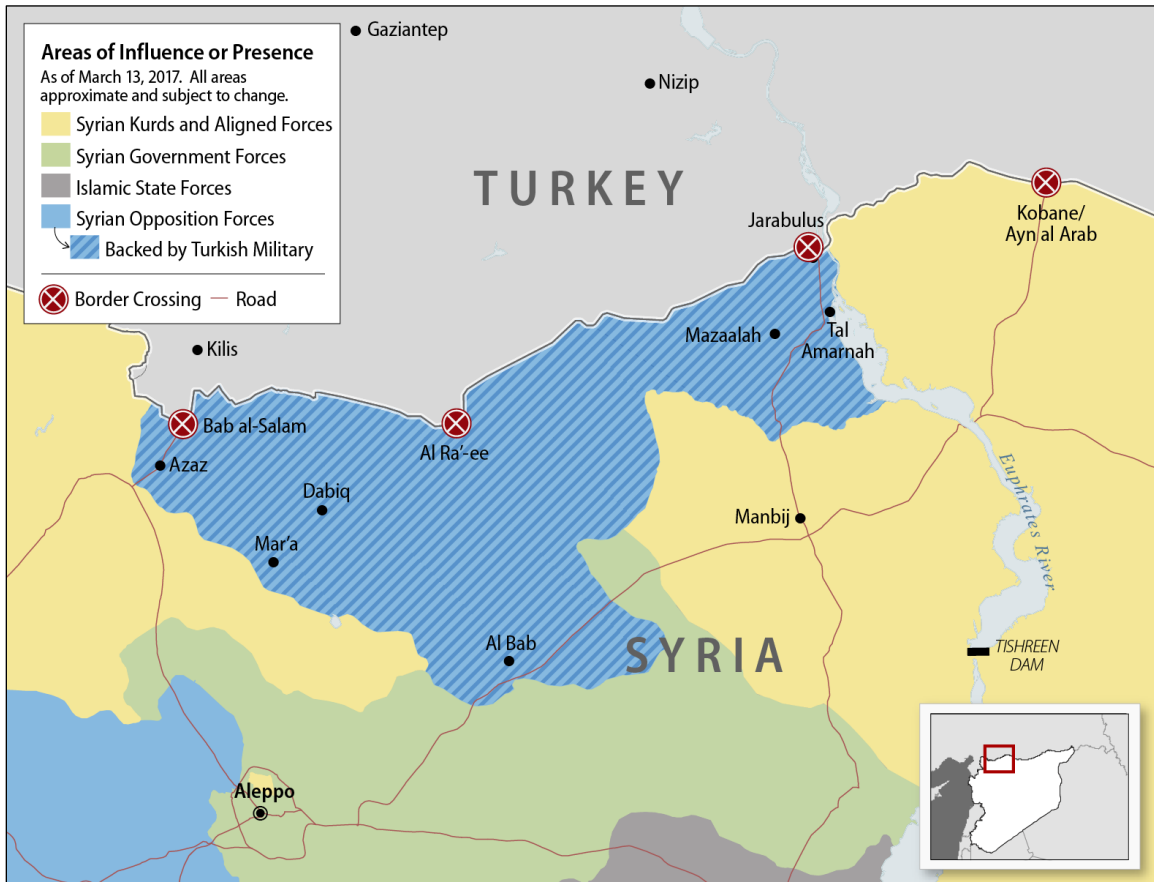 Areas of Influence or Presence
As of March 13, 2017. All areas
approximate and subject to change.
Syrian Kurds and Aligned Forces
Syrian Government Forces
Islamic State Forces
Syrian Opposition Forces
Backed by Turkish Military
Border Crossing
Road
Gaziantep
Nizip
TURKEY
Jarabulus
Kobane/
Ayn al Arab
Mazaalah
Tal
Amarnah
Kilis
Bab al-Salam
Al Ra’-ee
Azaz
Dabiq
Mar’a
Manbij
Euphrates River
Al Bab
SYRIA
TISHREEN
DAM
Aleppo